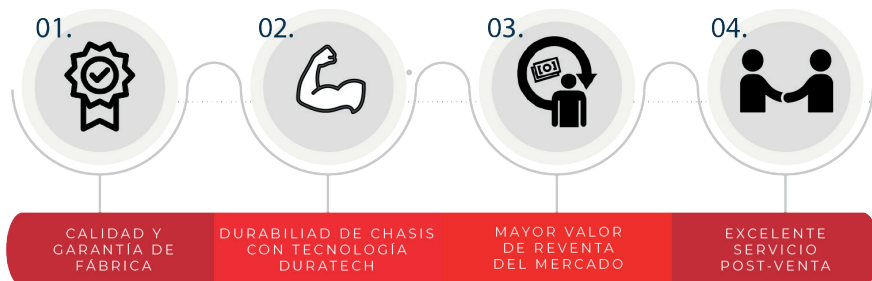 01.
02.
03.
04.
CALIDAD Y
GARANTÍA DE
FÁBRICA
DURABILIAD DE CHASIS
CON TECNOLOGÍA
DURATECH
MAYOR VALOR
DE REVENTA
DEL MERCADO
EXCELENTE
SERVICIO
POST-VENTA